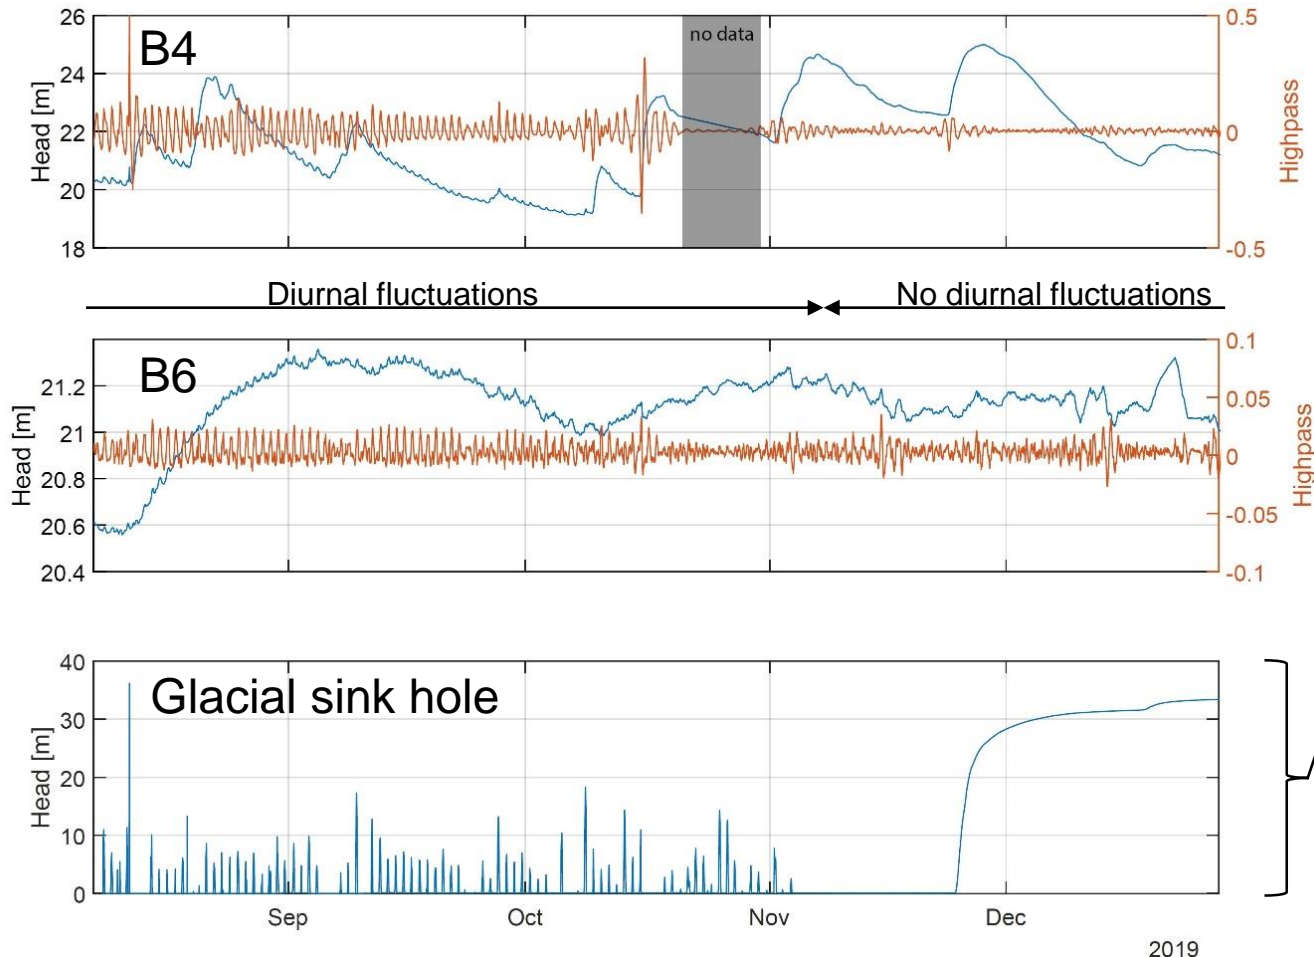 B4
no data
Head [m]
26
24
22
20
18
0.5
0
-0.5
Highpass
Diurnal fluctuations
No diurnal fluctuations
B6
Head [m]
21.2
21
20.8
20.6
20.4
0.1
0.05
0
-0.05
-0.1
Highpass
Glacial sink hole
Head [m]
40
30
20
10
0
Sep Oct Nov Dec
2019